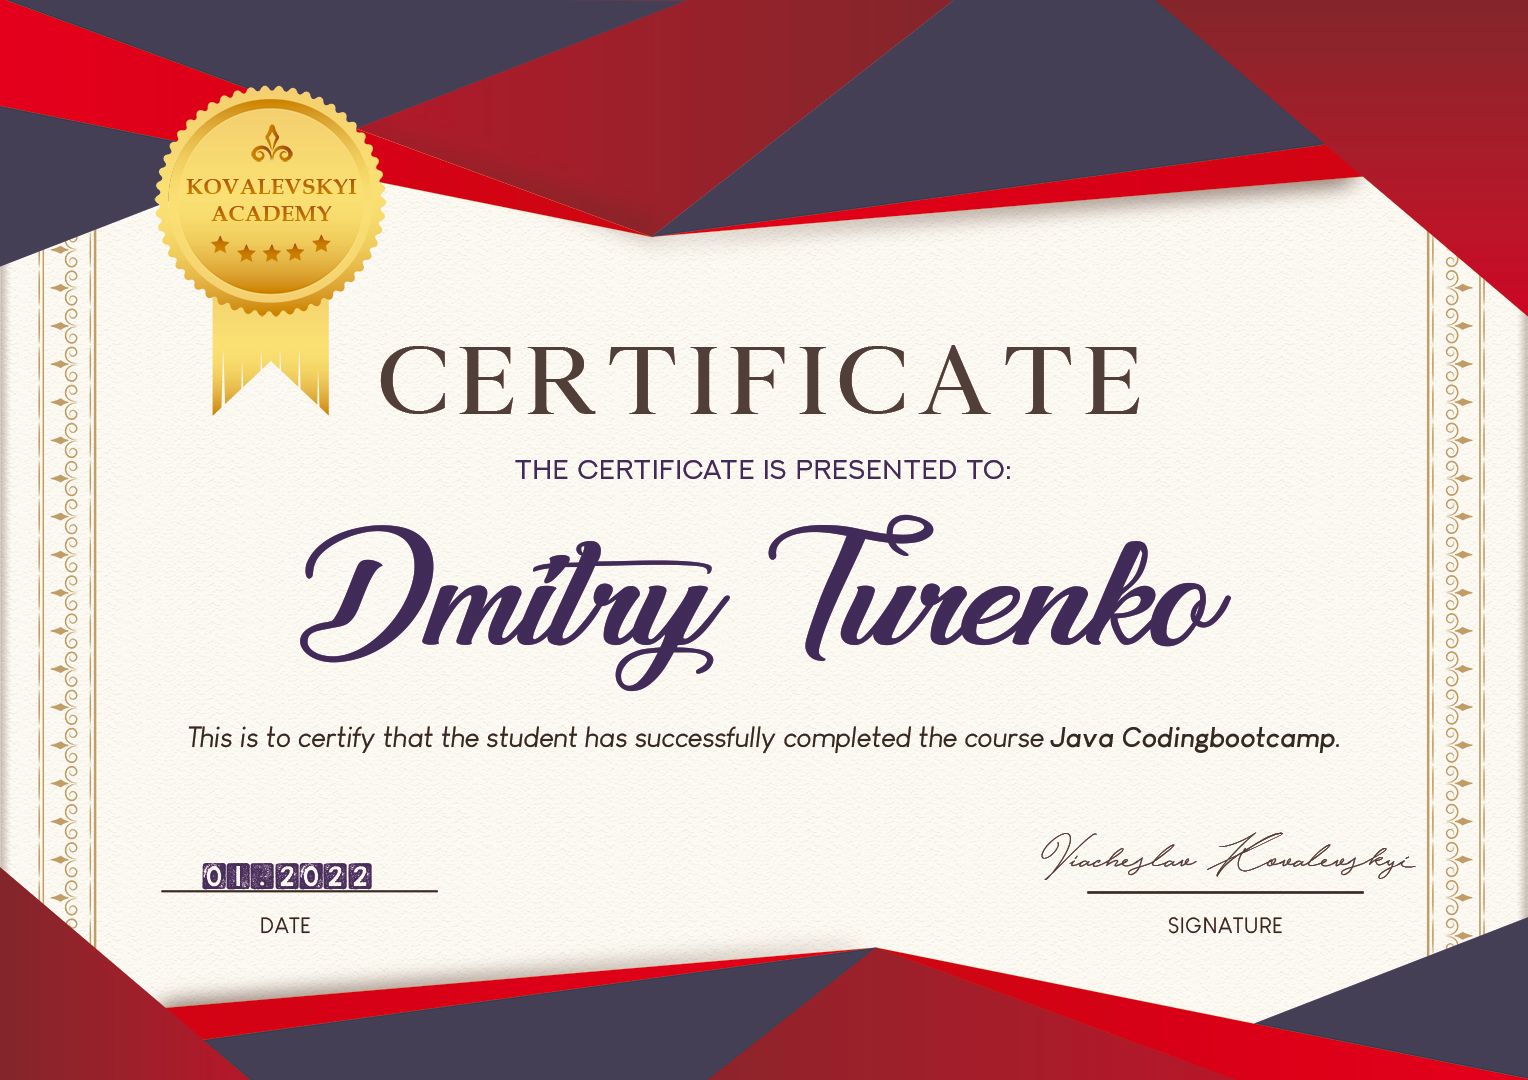 KOVALEVSKYI
ACADEMY
CERTIFICATE
THE CERTIFICATE IS PRESENTED TO:
Dmitry Turenko
This is to certify that the student has successfully completed the course Java Codingbootcamp.
01.2022
Viacheslav Kovalevskyi
DATE
SIGNATURE